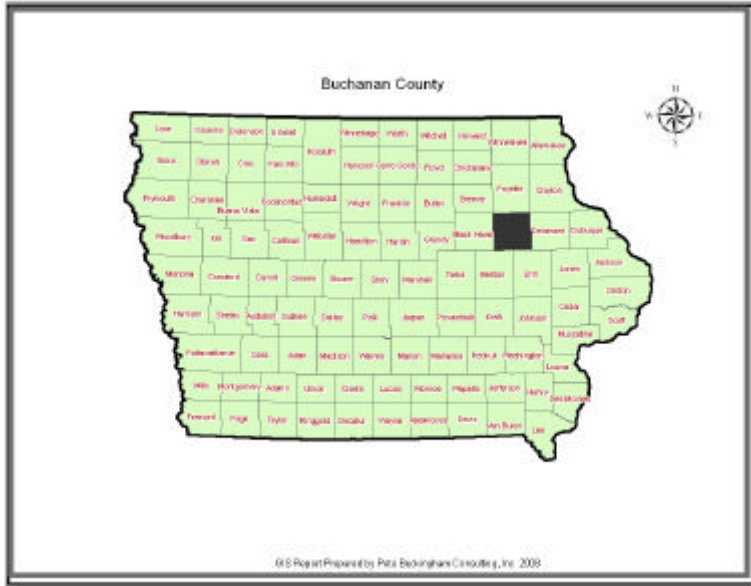 Buchanan County
N
W E
S
Lyon Osceola Dickinson Emmet Kossuth Winnebago Worth Mitchell Howard Winneshiek Allamakee
Sioux Obrien Clay Palo Alto Hancock Cerro Gordo Floyd Chickasaw
Plymouth Cherokee Buena Vista Pocahontas Humboldt Wright Franklin Butler Bremer Fayette Clayton
Woodbury Ida Sac Calhoun Webster Hamilton Hardin Grundy Black Hawk Delaware Dubuque
Monona Crawford Carroll Greene Boone Story Marshall Tama Benton Linn Jones Jackson
Clinton
Harrison Shelby Audubon Guthrie Dallas Polk Jasper Poweshiek Iowa Johnson Cedar Scott
Muscatine
Pottawattamie Cass Adair Madison Warren Marion Mahaska Keokuk Washington Louisa
Mills Montgomery Adams Union Clarke Lucas Monroe Wapello Jefferson Henry Des Moines
Fremont Page Taylor Ringgold Decatur Wayne Appanoose Davis Van Buren Lee
GIS Report Prepared by Pete Buckingham Consulting, Inc. 2008